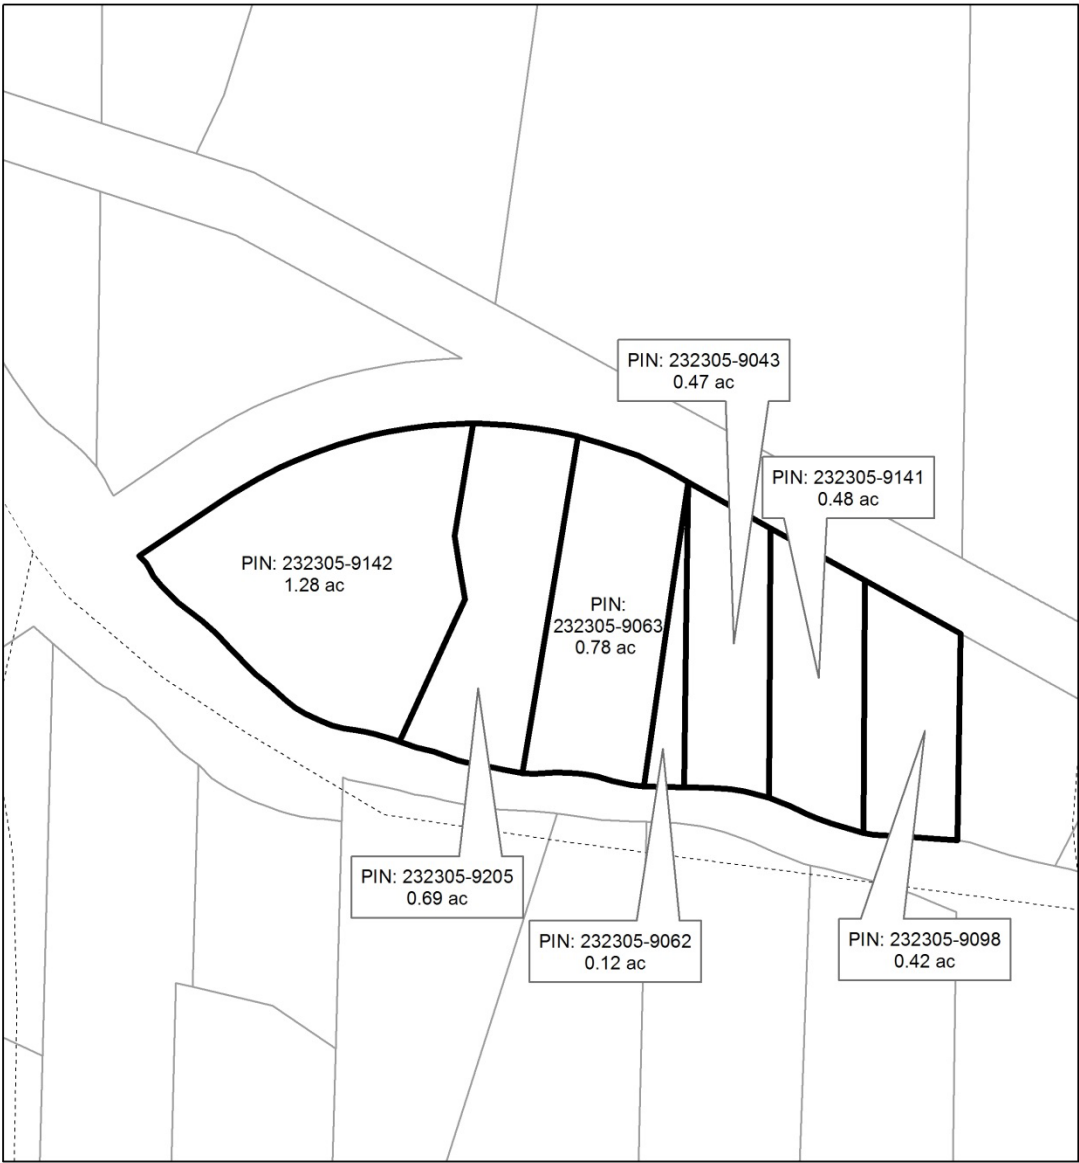 PIN: 232305-9043
0.47 ac
PIN: 232305-9141
0.48 ac
PIN: 232305-9142
1.28 ac
PIN:
232305-9063
0.78 ac
PIN: 232305-9205
0.69 ac
PIN: 232305-9062
0.12 ac
PIN: 232305-9098
0.42 ac